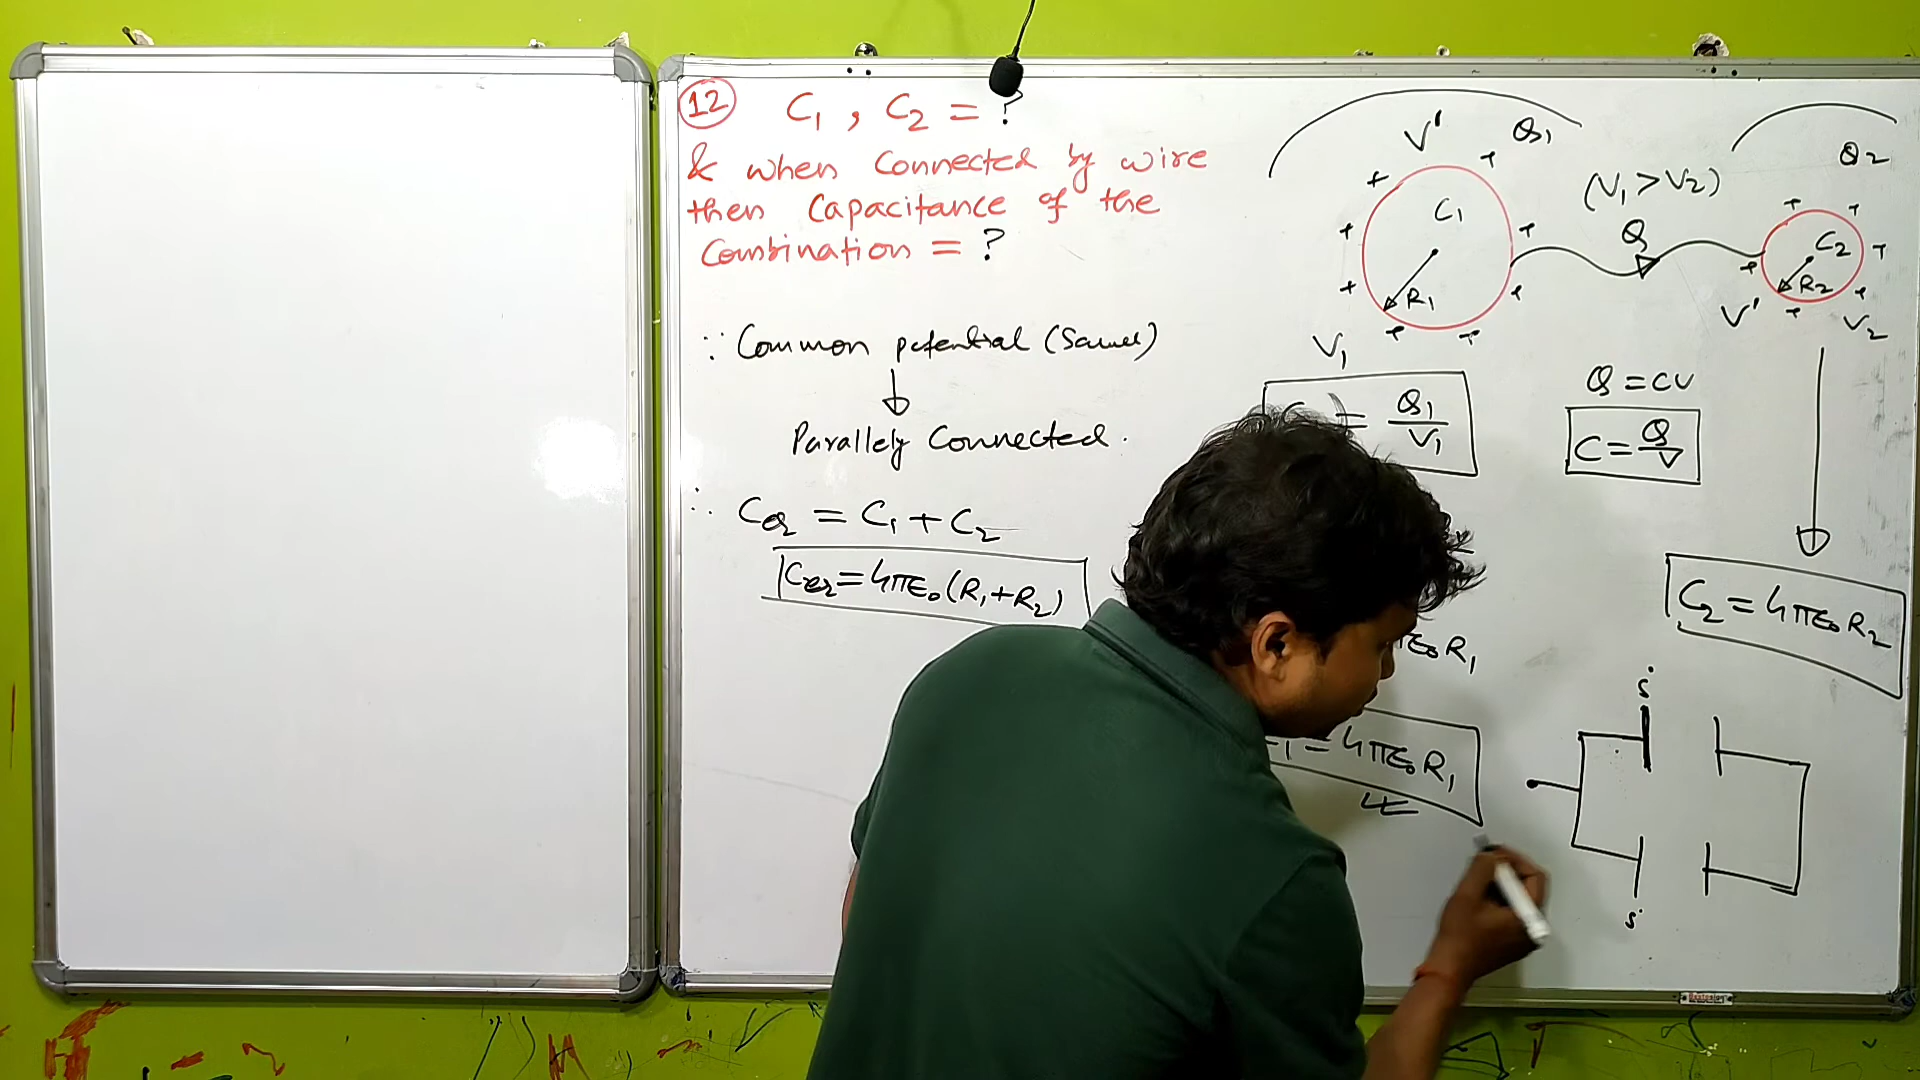 12 C₁, C₂ = ?
& when Connected by wire
then Capacitance of the
Combination = ?
∵ Common potential (Same)
↓
Parallely Connected.
∴ Ceq = C₁ + C₂
Ceq = 4πε₀(R₁+R₂)
V' Q₁
C₁
R₁
V₁
(V₁ > V₂)
Q
Q₂
C₂
R₂
V' V₂
= Q₁/V₁
Q = CV
C = Q/V
πε₀R₁
= 4πε₀R₁
C₂ = 4πε₀R₂